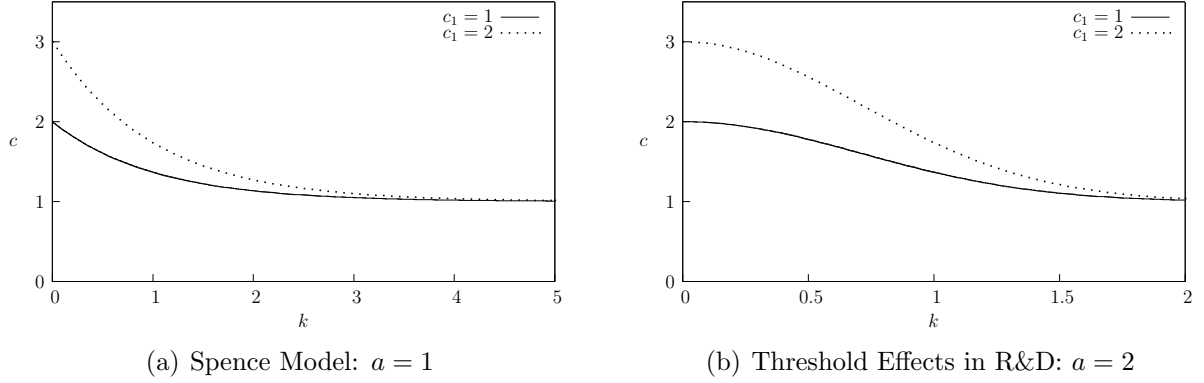 c₁ = 1
c₁ = 2
3
2
c
1
0
0 1 2 3 4 5
k
(a) Spence Model: a = 1
c₁ = 1
c₁ = 2
3
2
c
1
0
0 0.5 1 1.5 2
k
(b) Threshold Effects in R&D: a = 2